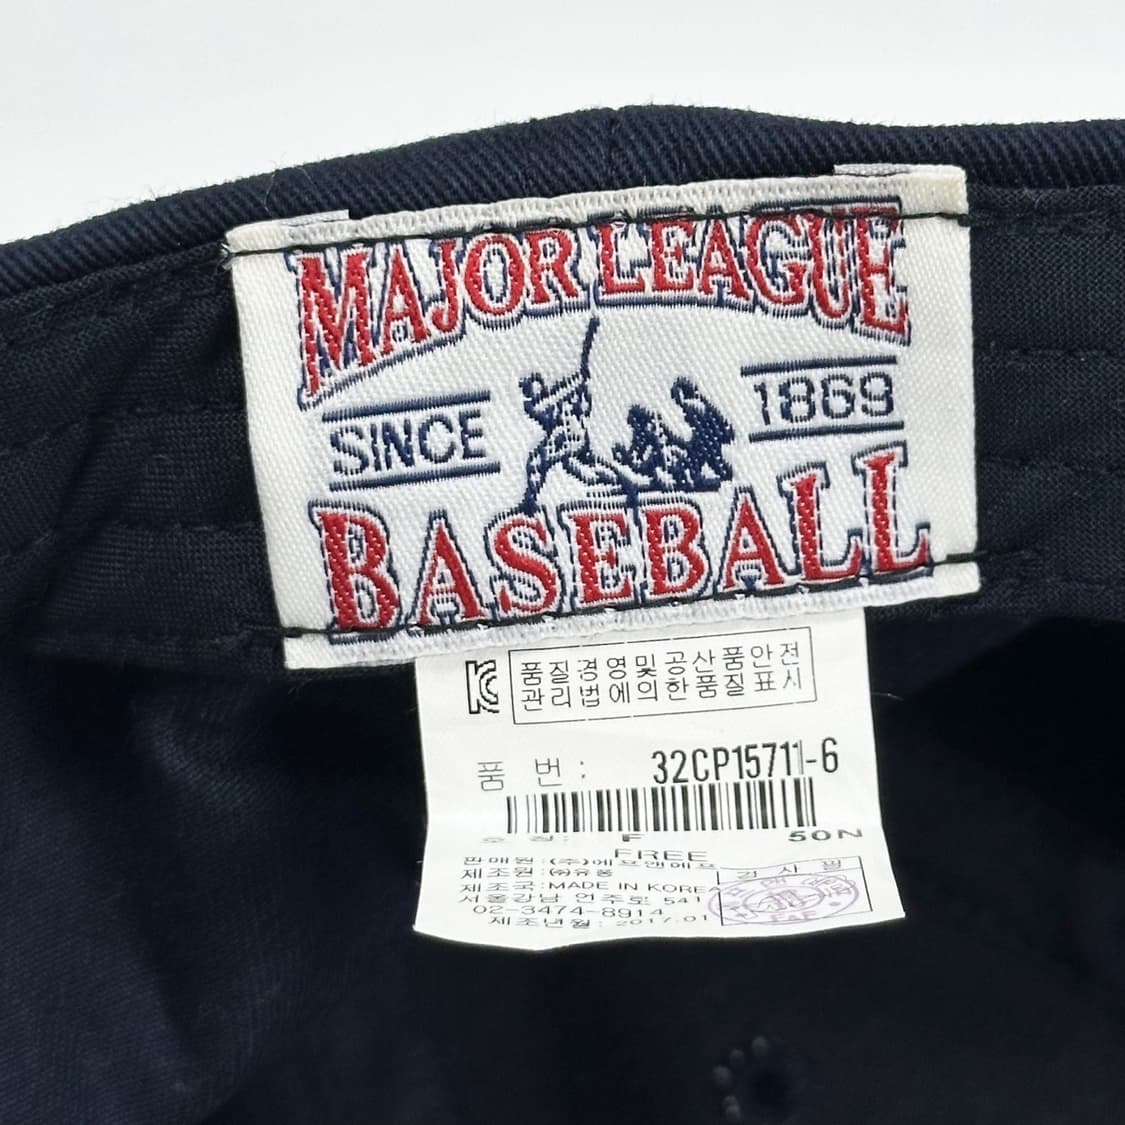 MAJOR LEAGUE
SINCE 1869
BASEBALL
품질경영및공산품안전
관리법에의한품질표시
품 번 : 32CP15711-6
호 칭: F 50N
FREE
판매원:(주)에프앤에프
제조원:㈜유풍
검 사 필
제조국:MADE IN KOREA
서울강남 언주로 541
02-3474-8914
제조년월: 2017.01
F&F